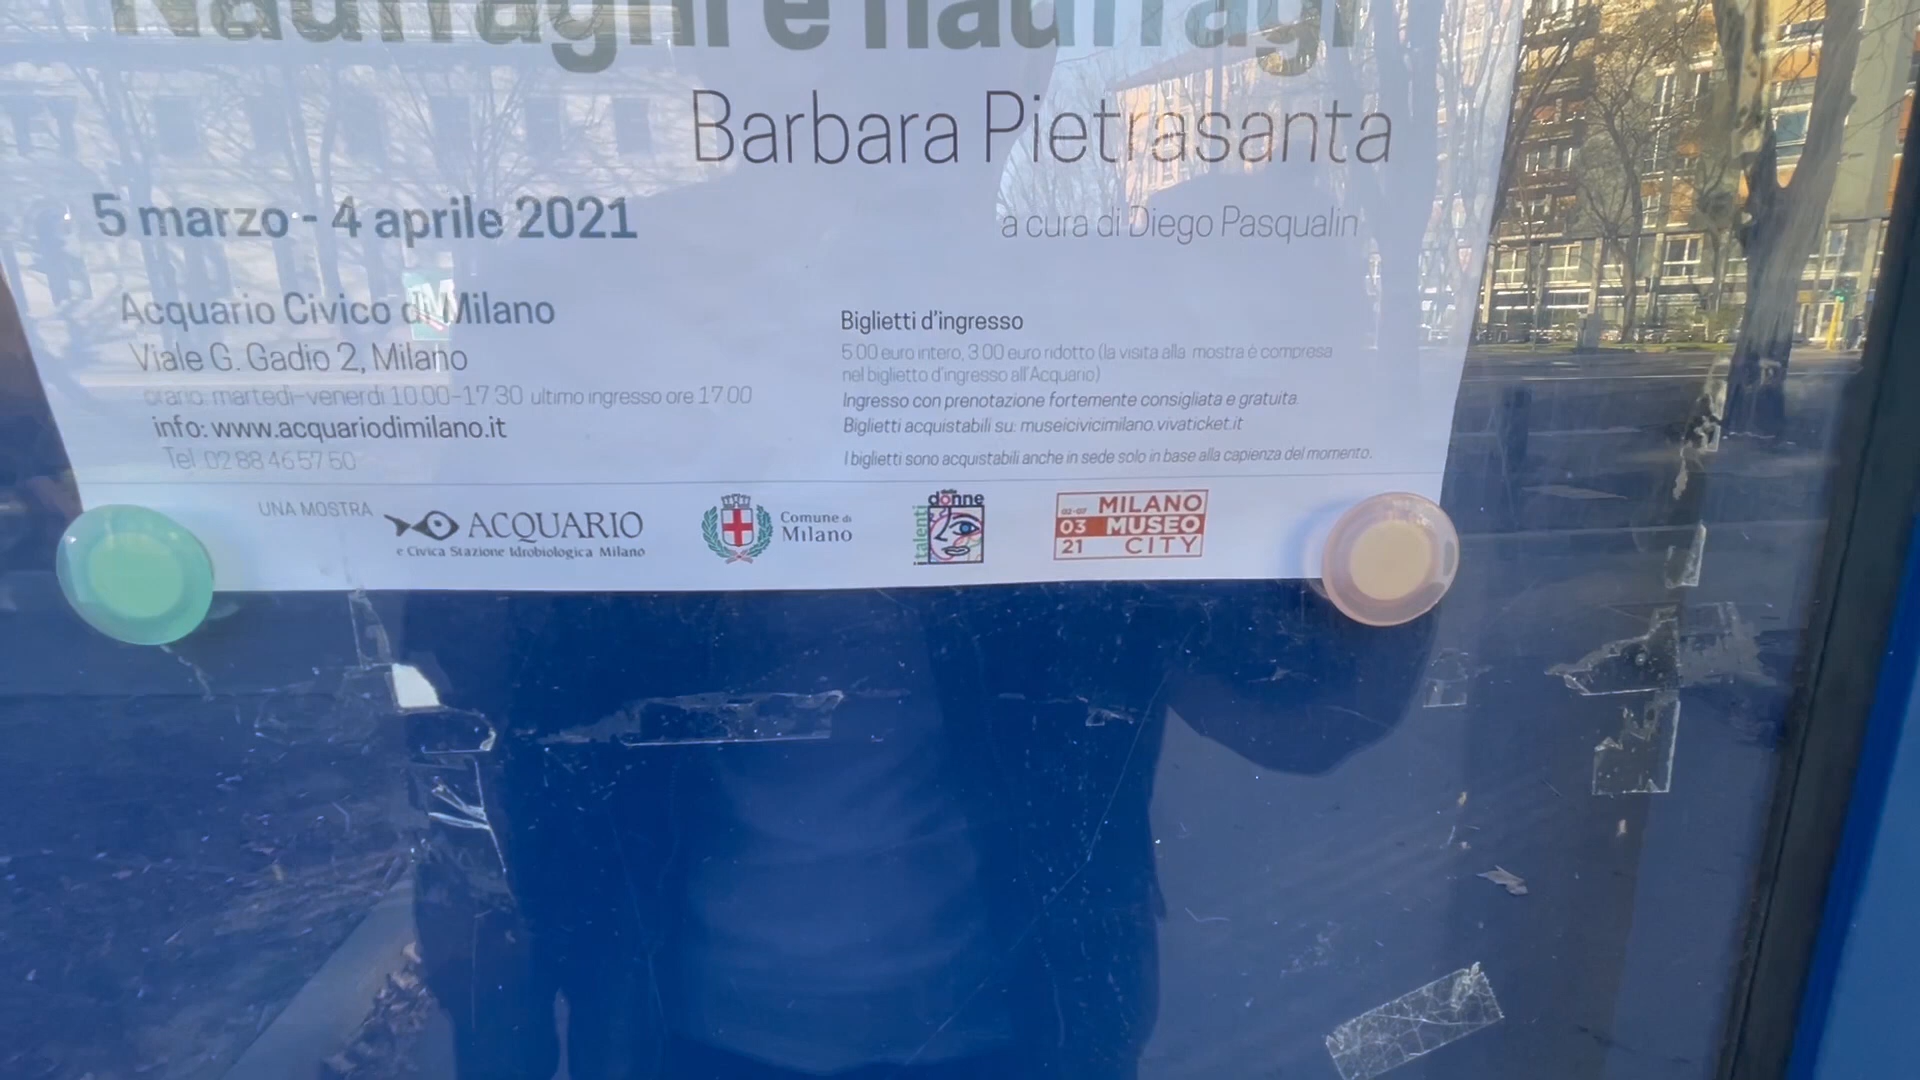 Naufraghi e naufragi
Barbara Pietrasanta
5 marzo - 4 aprile 2021
a cura di Diego Pasqualin
Acquario Civico di Milano
Viale G. Gadio 2, Milano
orario: martedì-venerdì 10.00-17.30 ultimo ingresso ore 17.00
info: www.acquariodimilano.it
Tel. 02 88 46 57 50
Biglietti d'ingresso
5.00 euro intero, 3.00 euro ridotto (la visita alla mostra è compresa
nel biglietto d'ingresso all'Acquario)
Ingresso con prenotazione fortemente consigliata e gratuita.
Biglietti acquistabili su: museicivicimilano.vivaticket.it
I biglietti sono acquistabili anche in sede solo in base alla capienza del momento.
UNA MOSTRA
ACQUARIO
e Civica Stazione Idrobiologica Milano
Comune di
Milano
i talenti
delle
donne
02-07 MILANO
03 MUSEO
21 CITY